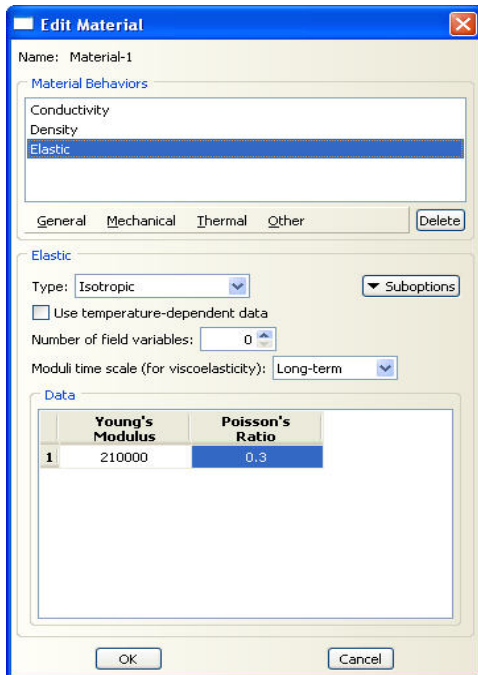 Edit Material
Name: Material-1
Material Behaviors
Conductivity
Density
Elastic
General Mechanical Thermal Other Delete
Elastic
Type: Isotropic Suboptions
Use temperature-dependent data
Number of field variables: 0
Moduli time scale (for viscoelasticity): Long-term
Data
Young's Modulus Poisson's Ratio
1 210000 0.3
OK Cancel